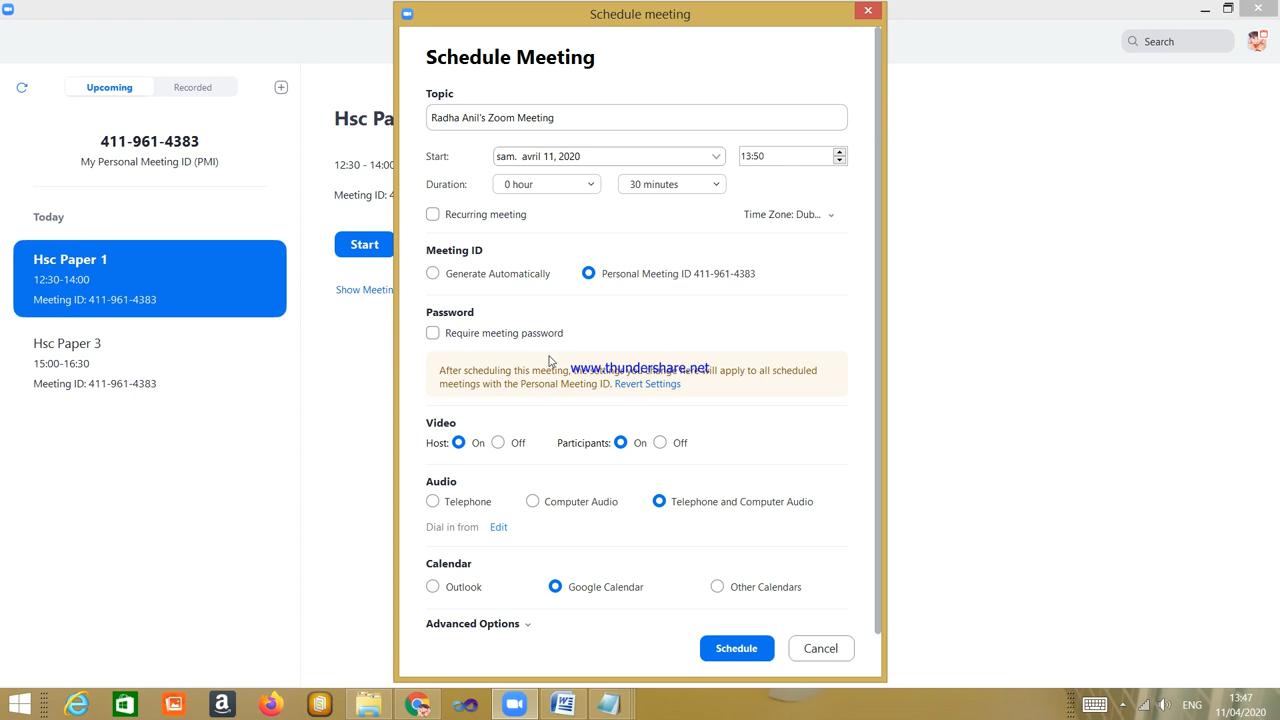 Schedule meeting
Search
Upcoming
Recorded
411-961-4383
My Personal Meeting ID (PMI)
Today
Hsc Paper 1
12:30-14:00
Meeting ID: 411-961-4383
Hsc Paper 3
15:00-16:30
Meeting ID: 411-961-4383
Hsc Pa
12:30 - 14:00
Meeting ID: 4
Start
Show Meetin
Schedule Meeting
Topic
Radha Anil's Zoom Meeting
Start: sam. avril 11, 2020 13:50
Duration: 0 hour 30 minutes
Recurring meeting Time Zone: Dub...
Meeting ID
Generate Automatically Personal Meeting ID 411-961-4383
Password
Require meeting password
www.thundershare.net
After scheduling this meeting, the settings you change here will apply to all scheduled
meetings with the Personal Meeting ID. Revert Settings
Video
Host: On Off Participants: On Off
Audio
Telephone Computer Audio Telephone and Computer Audio
Dial in from Edit
Calendar
Outlook Google Calendar Other Calendars
Advanced Options
Schedule Cancel
ENG
13:47
11/04/2020